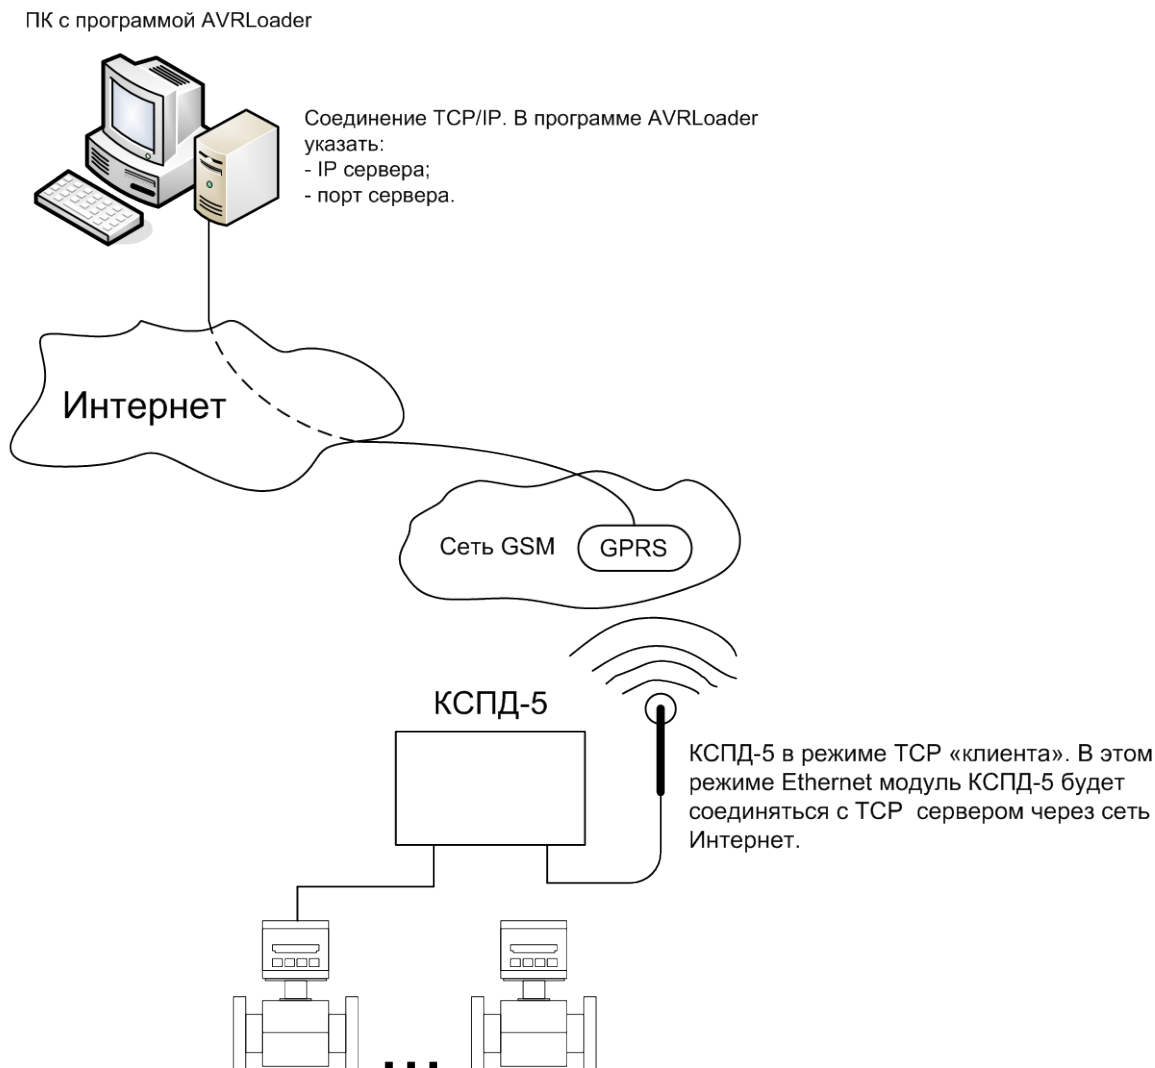 ПК с программой AVRLoader
Соединение TCP/IP. В программе AVRLoader
указать:
- IP сервера;
- порт сервера.
Интернет
Сеть GSM
GPRS
КСПД-5
КСПД-5 в режиме TCP «клиента». В этом
режиме Ethernet модуль КСПД-5 будет
соединяться с TCP сервером через сеть
Интернет.
...